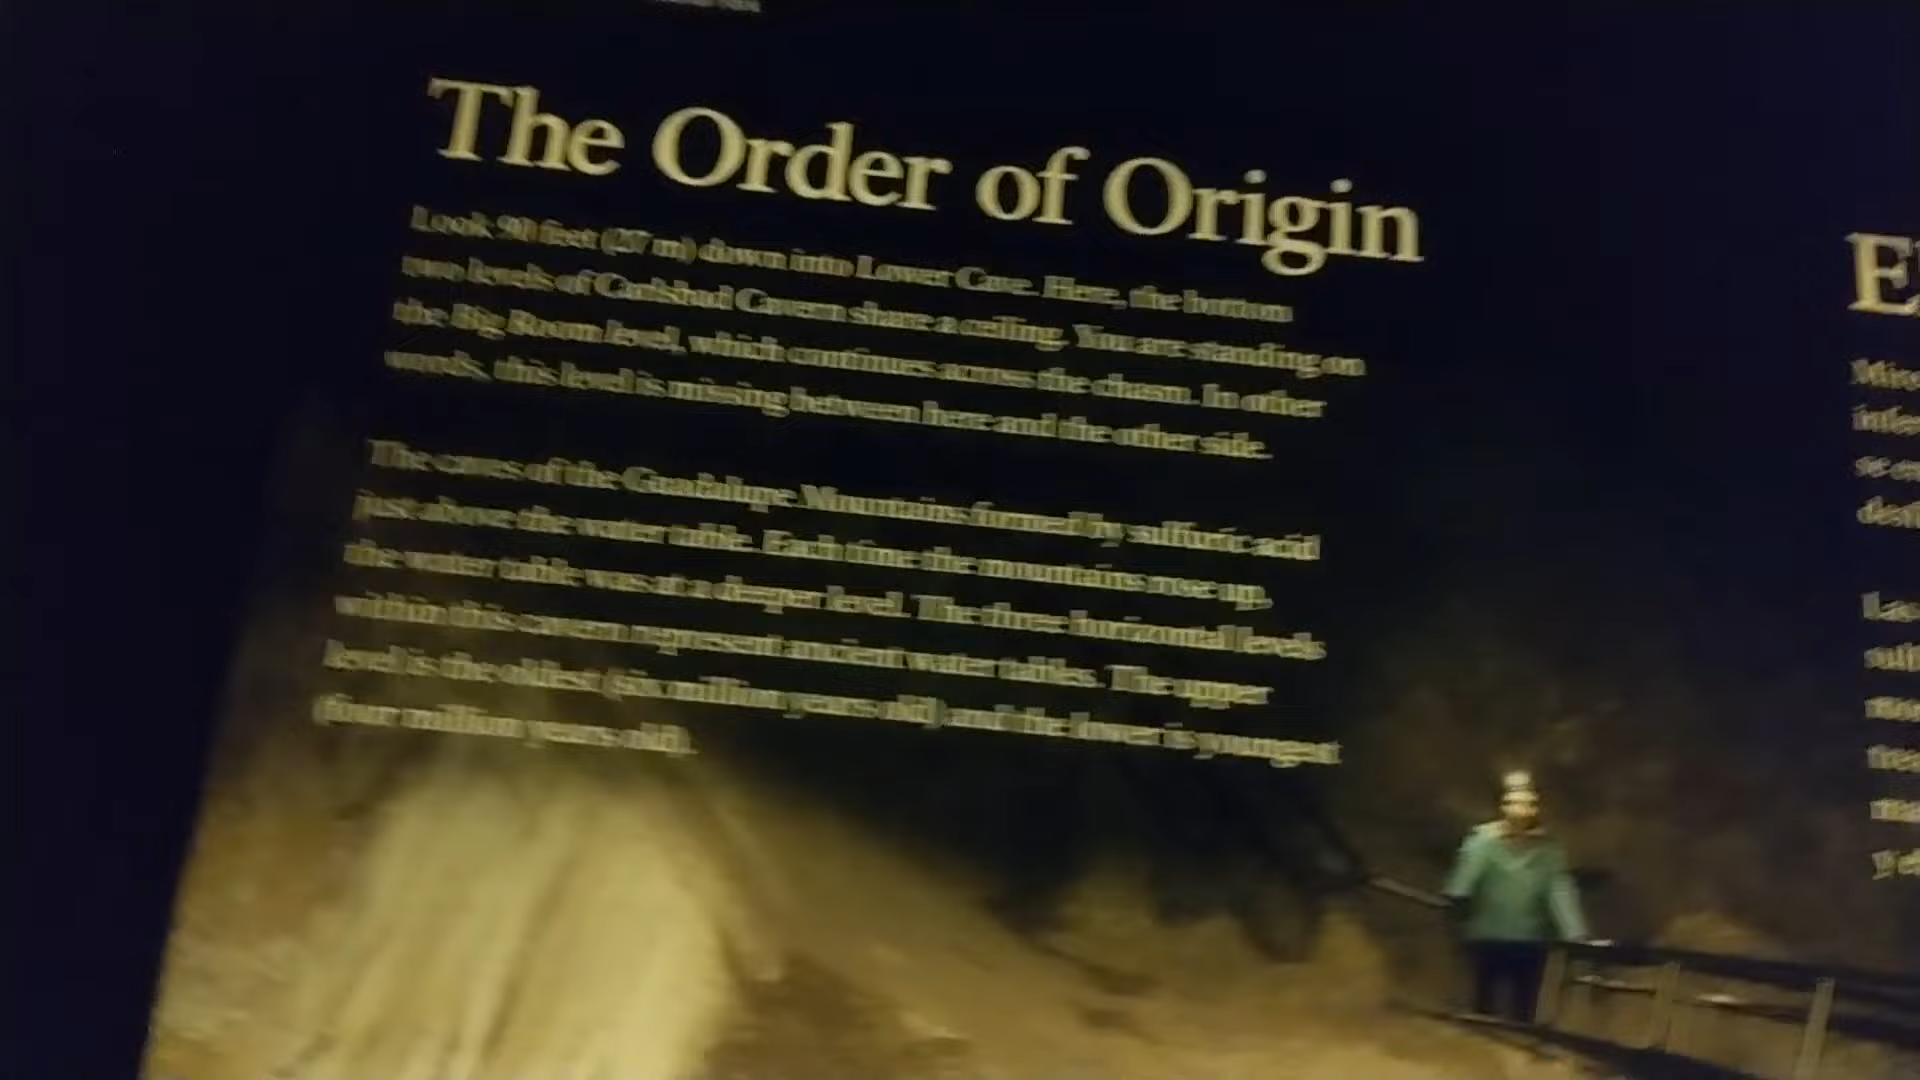 The Order of Origin
Look 90 feet (27 m) down into Lower Cave. Here, the bottom
two levels of Carlsbad Cavern share a ceiling. You are standing on
the Big Room level, which continues across the chasm. In other
words, this level is missing between here and the other side.
The caves of the Guadalupe Mountains formed by sulfuric acid
just above the water table. Each time the mountains rose up,
the water table was at a deeper level. The three horizontal levels
within this cavern represent ancient water tables. The upper
level is the oldest (six million years old) and the lower is youngest
(four million years old).
E
Las